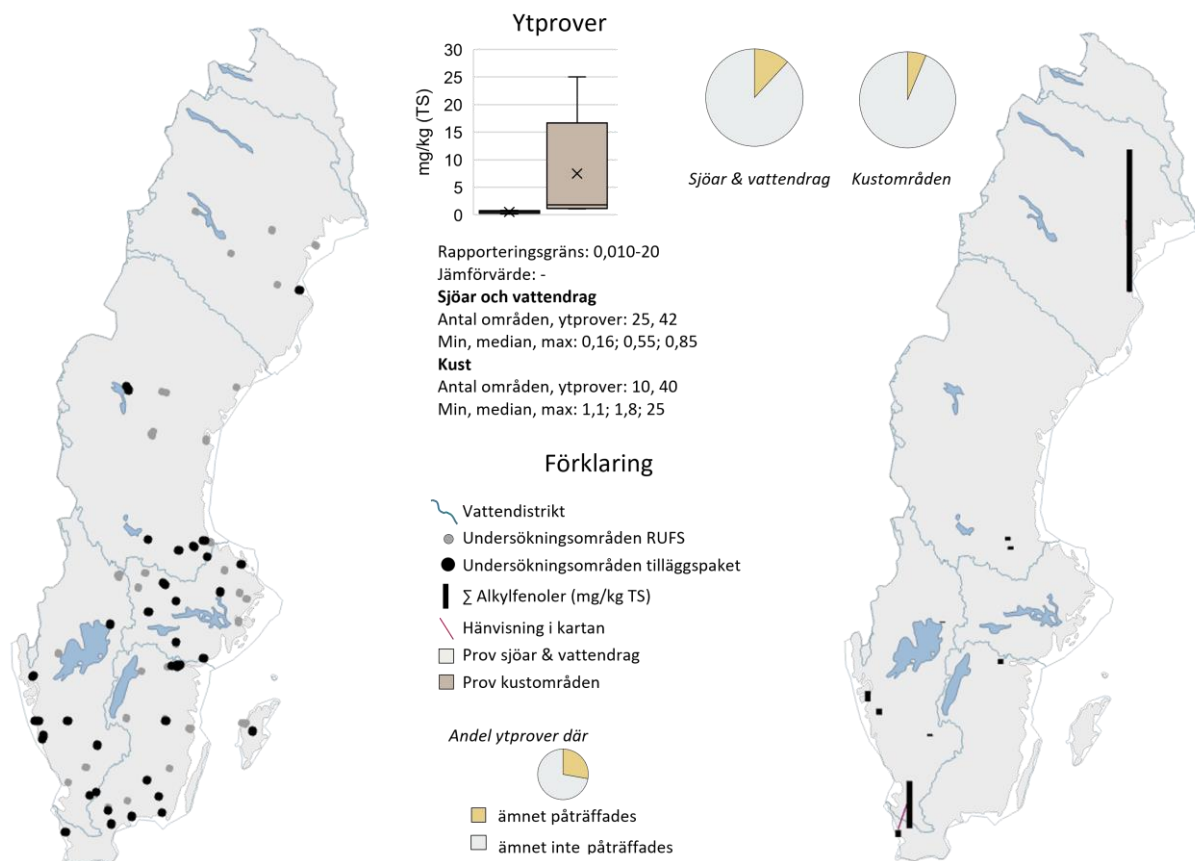 Ytprover
mg/kg (TS)
30
25
20
15
10
5
0
Sjöar & vattendrag
Kustområden
Rapporteringsgräns: 0,010-20
Jämförvärde: -
Sjöar och vattendrag
Antal områden, ytprover: 25, 42
Min, median, max: 0,16; 0,55; 0,85
Kust
Antal områden, ytprover: 10, 40
Min, median, max: 1,1; 1,8; 25
Förklaring
Vattendistrikt
Undersökningsområden RUFS
Undersökningsområden tilläggspaket
∑ Alkylfenoler (mg/kg TS)
Hänvisning i kartan
Prov sjöar & vattendrag
Prov kustområden
Andel ytprover där
ämnet påträffades
ämnet inte påträffades